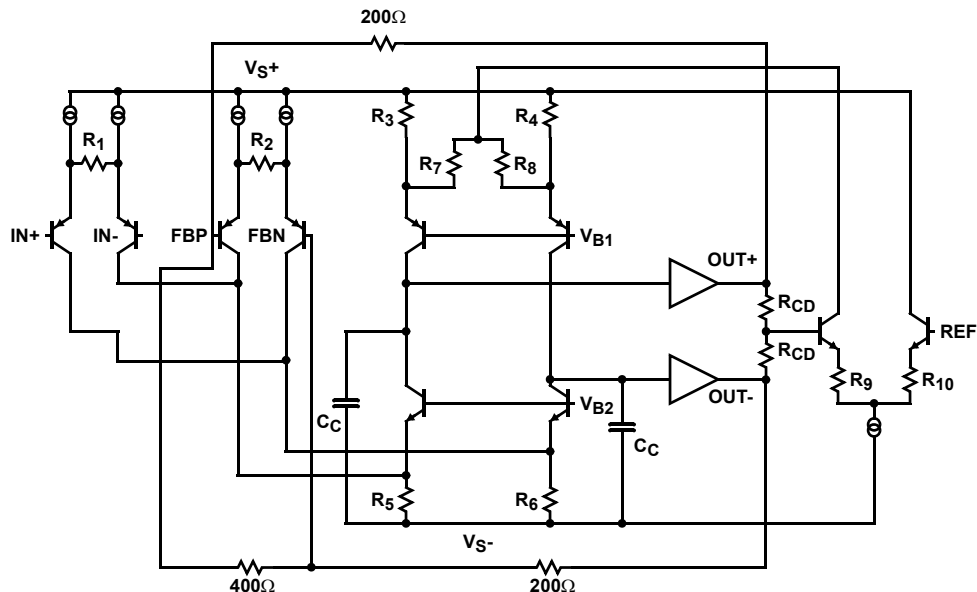 200Ω
VS+
R1
R2
R3
R4
R7
R8
IN+
IN-
FBP
FBN
VB1
OUT+
RCD
REF
RCD
R9
R10
CC
VB2
OUT-
CC
R5
R6
VS-
400Ω
200Ω